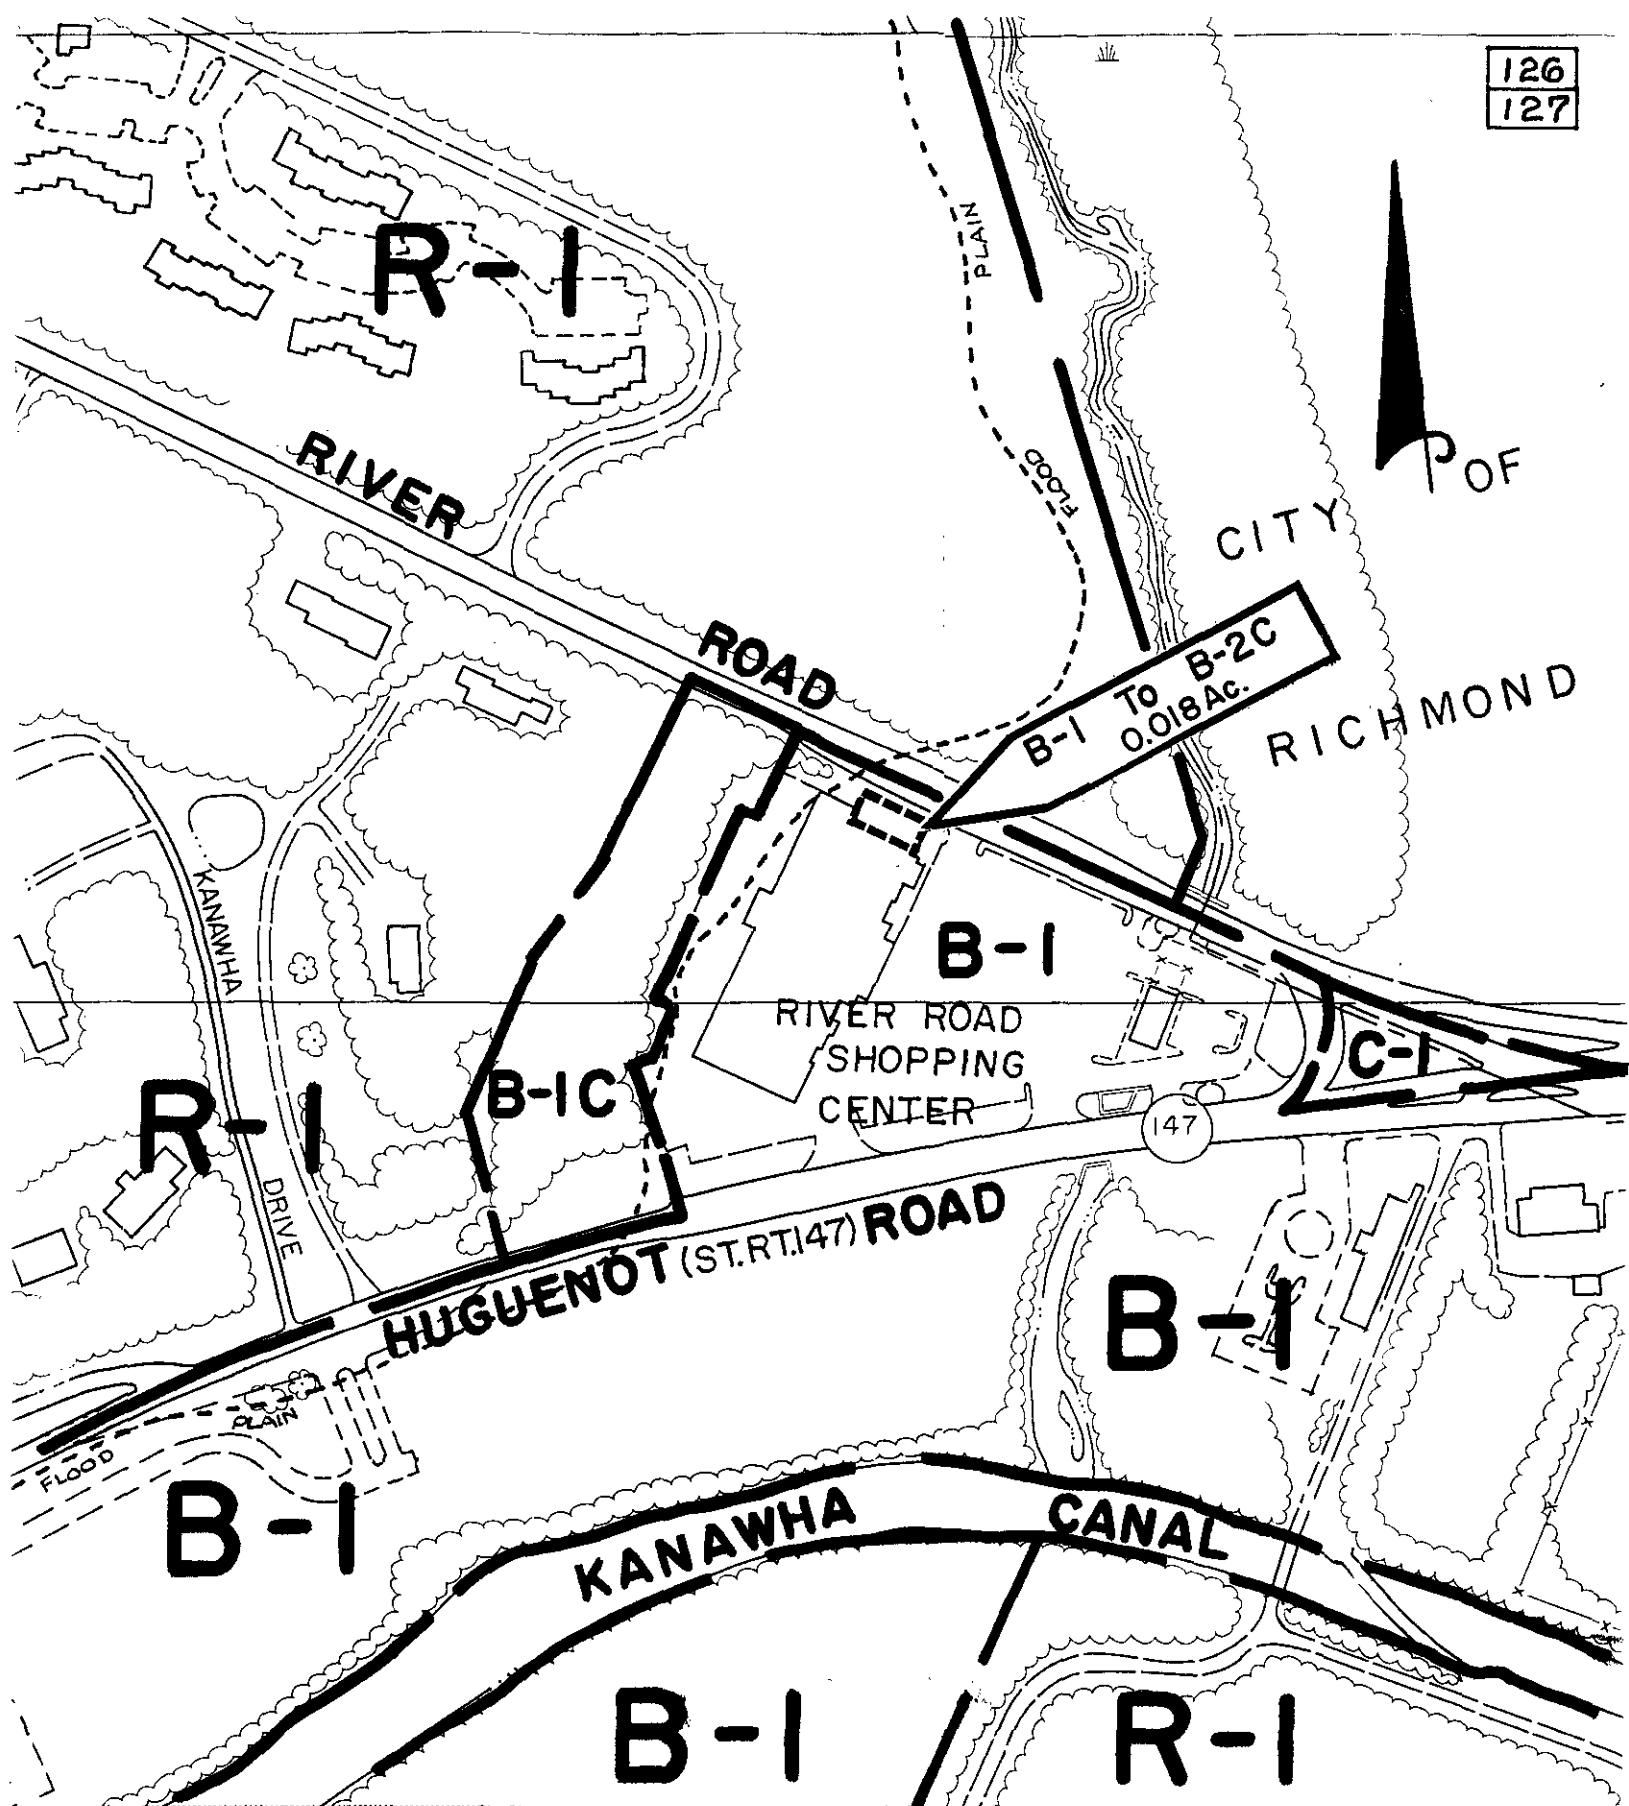 126
127
R-1
PLAIN
RIVER
FLOOD
CITY
OF
ROAD
B-1 To B-2C
0.018 Ac.
RICHMOND
KANAWHA
B-1
RIVER ROAD
SHOPPING
CENTER
C-1
B-1C
R-1
147
DRIVE
HUGUENOT (ST.RT.147) ROAD
B-1
PLAIN
FLOOD
B-1
KANAWHA
CANAL
B-1
R-1